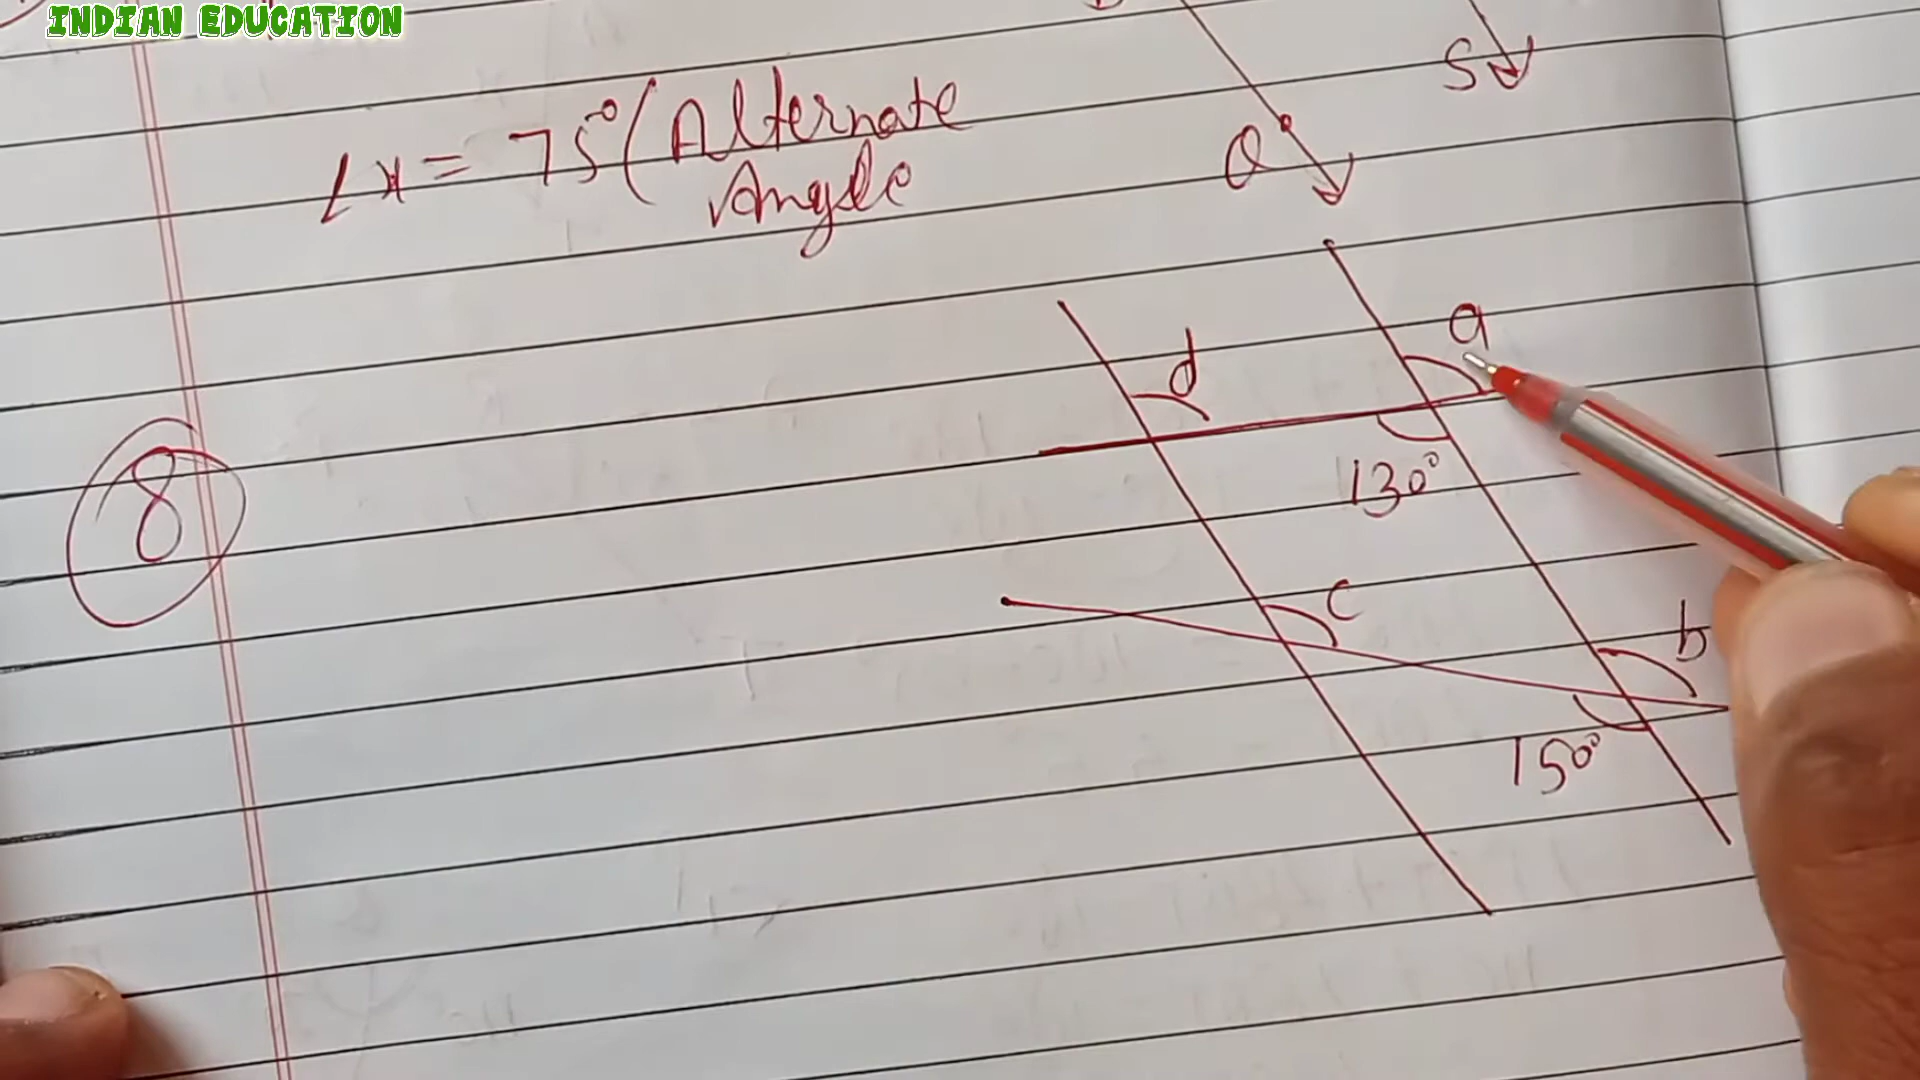 INDIAN EDUCATION
S
∠x = 75° (Alternate
Angle
Q
a
d
130°
8
c
b
150°